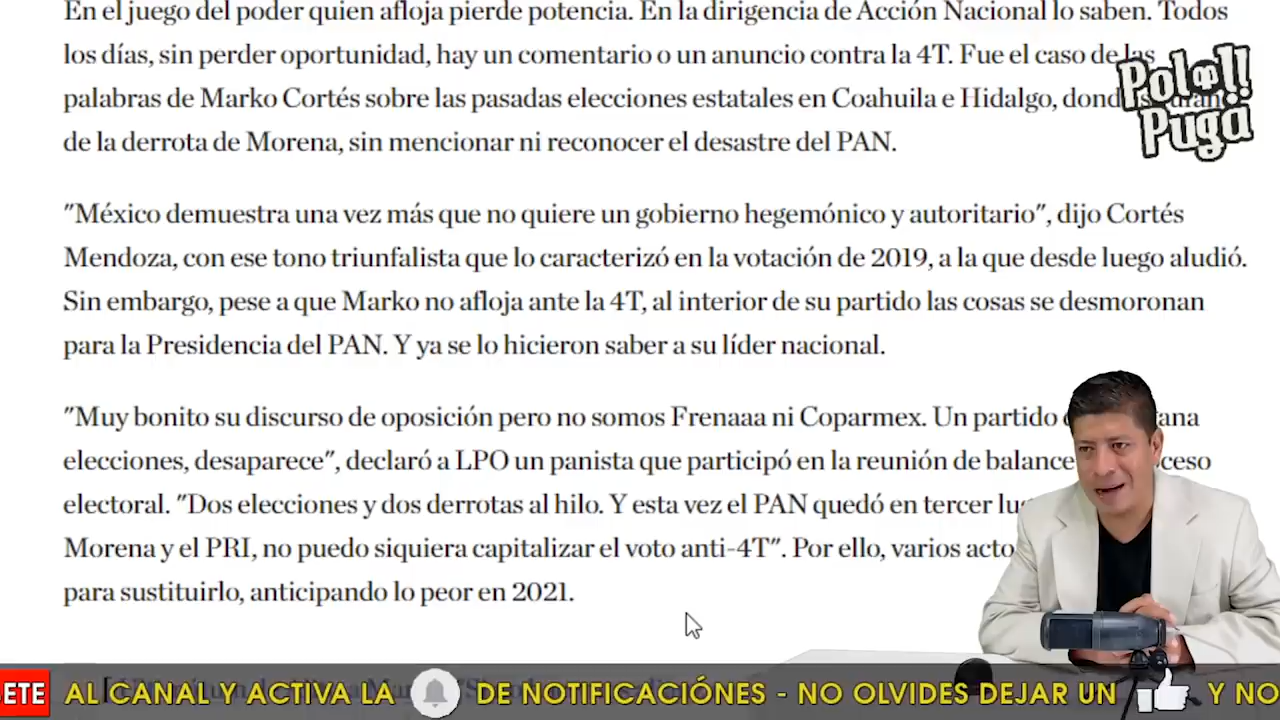 En el juego del poder quien afloja pierde potencia. En la dirigencia de Acción Nacional lo saben. Todos
los días, sin perder oportunidad, hay un comentario o un anuncio contra la 4T. Fue el caso de las
palabras de Marko Cortés sobre las pasadas elecciones estatales en Coahuila e Hidalgo,
de la derrota de Morena, sin mencionar ni reconocer el desastre del PAN.
Polo!!
Puga
"México demuestra una vez más que no quiere un gobierno hegemónico y autoritario", dijo Cortés
Mendoza, con ese tono triunfalista que lo caracterizó en la votación de 2019, a la que desde luego aludió.
Sin embargo, pese a que Marko no afloja ante la 4T, al interior de su partido las cosas se desmoronan
para la Presidencia del PAN. Y ya se lo hicieron saber a su líder nacional.
"Muy bonito su discurso de oposición pero no somos Frenaaa ni Coparmex. Un partido
elecciones, desaparece", declaró a LPO un panista que participó en la reunión de balance
electoral. "Dos elecciones y dos derrotas al hilo. Y esta vez el PAN quedó en tercer
Morena y el PRI, no puedo siquiera capitalizar el voto anti-4T". Por ello, varios
para sustituirlo, anticipando lo peor en 2021.
ETE AL CANAL Y ACTIVA LA DE NOTIFICACIÓNES - NO OLVIDES DEJAR UN Y NO